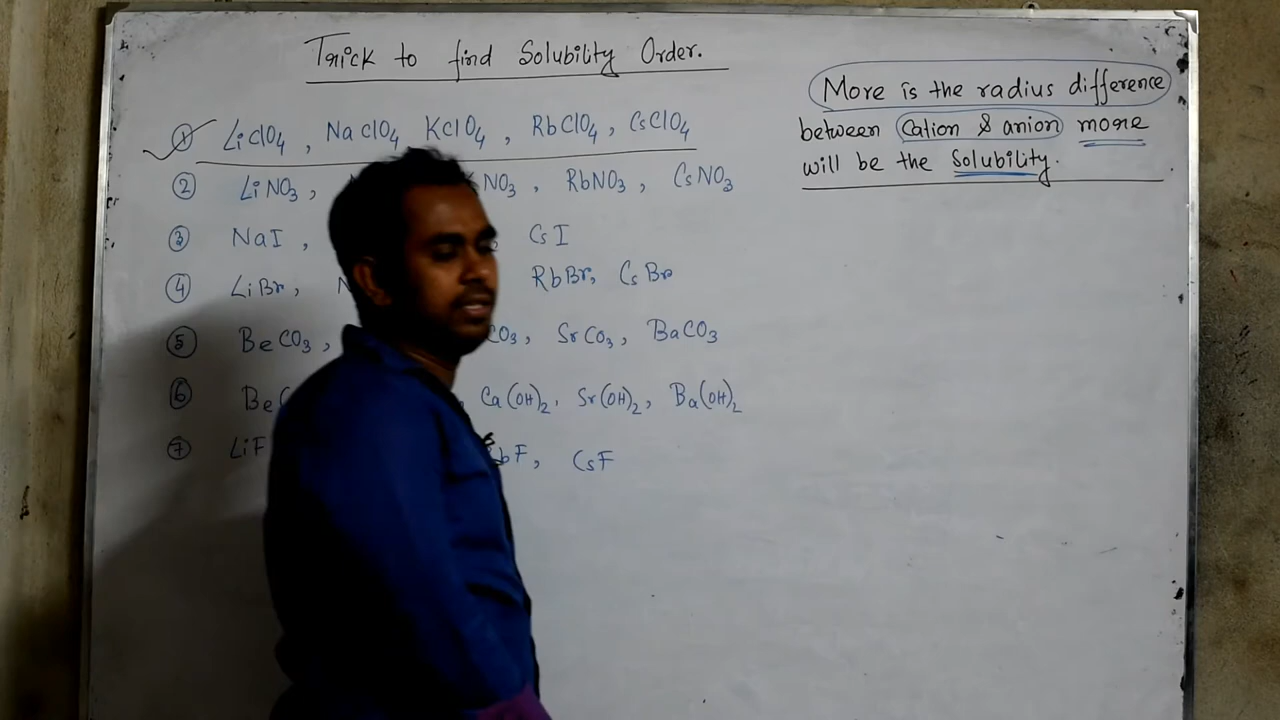 Trick to find Solubility Order.
① LiClO₄, NaClO₄, KClO₄, RbClO₄, CsClO₄
② LiNO₃, NO₃, RbNO₃, CsNO₃
③ NaI, CsI
④ LiBr, N RbBr, CsBr
⑤ BeCO₃, CO₃, SrCO₃, BaCO₃
⑥ Be( Ca(OH)₂, Sr(OH)₂, Ba(OH)₂
⑦ LiF bF, CsF
More is the radius difference
between Cation & anion more
will be the Solubility.